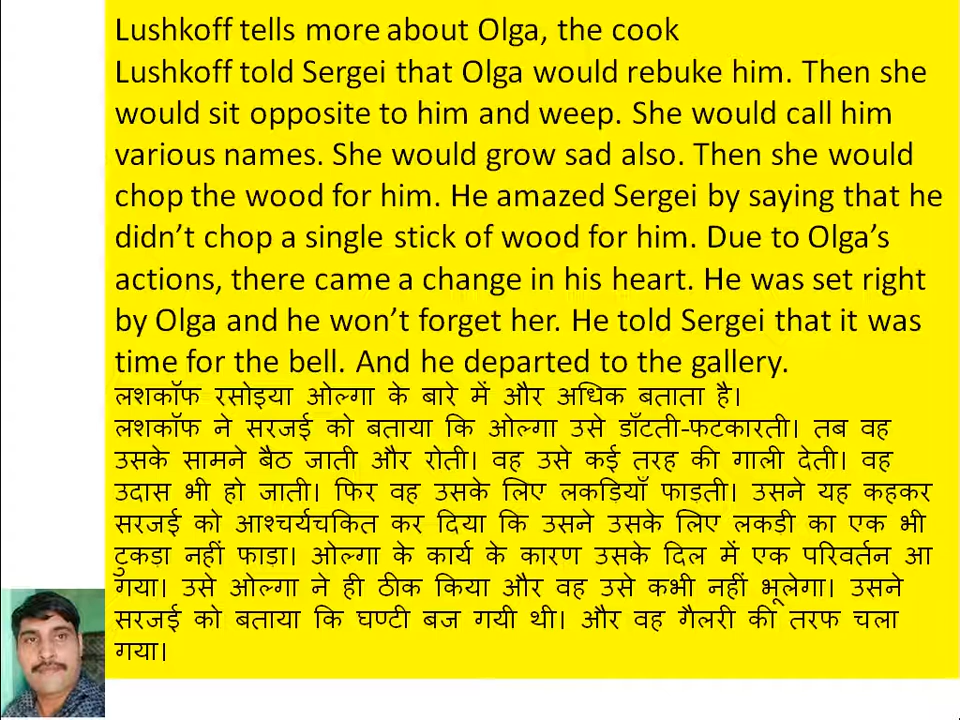 Lushkoff tells more about Olga, the cook
Lushkoff told Sergei that Olga would rebuke him. Then she
would sit opposite to him and weep. She would call him
various names. She would grow sad also. Then she would
chop the wood for him. He amazed Sergei by saying that he
didn’t chop a single stick of wood for him. Due to Olga’s
actions, there came a change in his heart. He was set right
by Olga and he won’t forget her. He told Sergei that it was
time for the bell. And he departed to the gallery.
लशकॉफ रसोइया ओल्गा के बारे में और अधिक बताता है।
लशकॉफ ने सरजई को बताया कि ओल्गा उसे डाँटती-फटकारती। तब वह
उसके सामने बैठ जाती और रोती। वह उसे कई तरह की गाली देती। वह
उदास भी हो जाती। फिर वह उसके लिए लकड़ियाँ फाड़ती। उसने यह कहकर
सरजई को आश्चर्यचकित कर दिया कि उसने उसके लिए लकड़ी का एक भी
टुकड़ा नहीं फाड़ा। ओल्गा के कार्य के कारण उसके दिल में एक परिवर्तन आ
गया। उसे ओल्गा ने ही ठीक किया और वह उसे कभी नहीं भूलेगा। उसने
सरजई को बताया कि घण्टी बज गयी थी। और वह गैलरी की तरफ चला
गया।